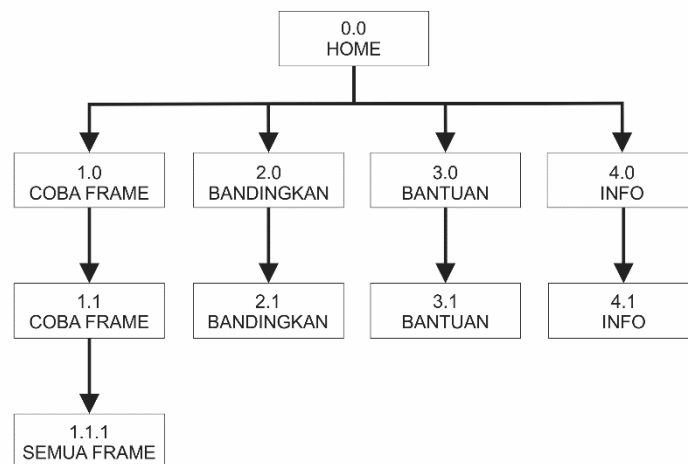 0.0
HOME
1.0
COBA FRAME
2.0
BANDINGKAN
3.0
BANTUAN
4.0
INFO
1.1
COBA FRAME
2.1
BANDINGKAN
3.1
BANTUAN
4.1
INFO
1.1.1
SEMUA FRAME